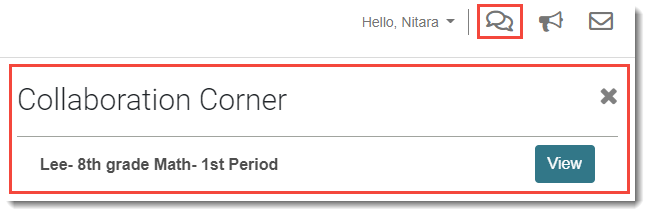 Hello, Nitara
Collaboration Corner
Lee- 8th grade Math- 1st Period
View